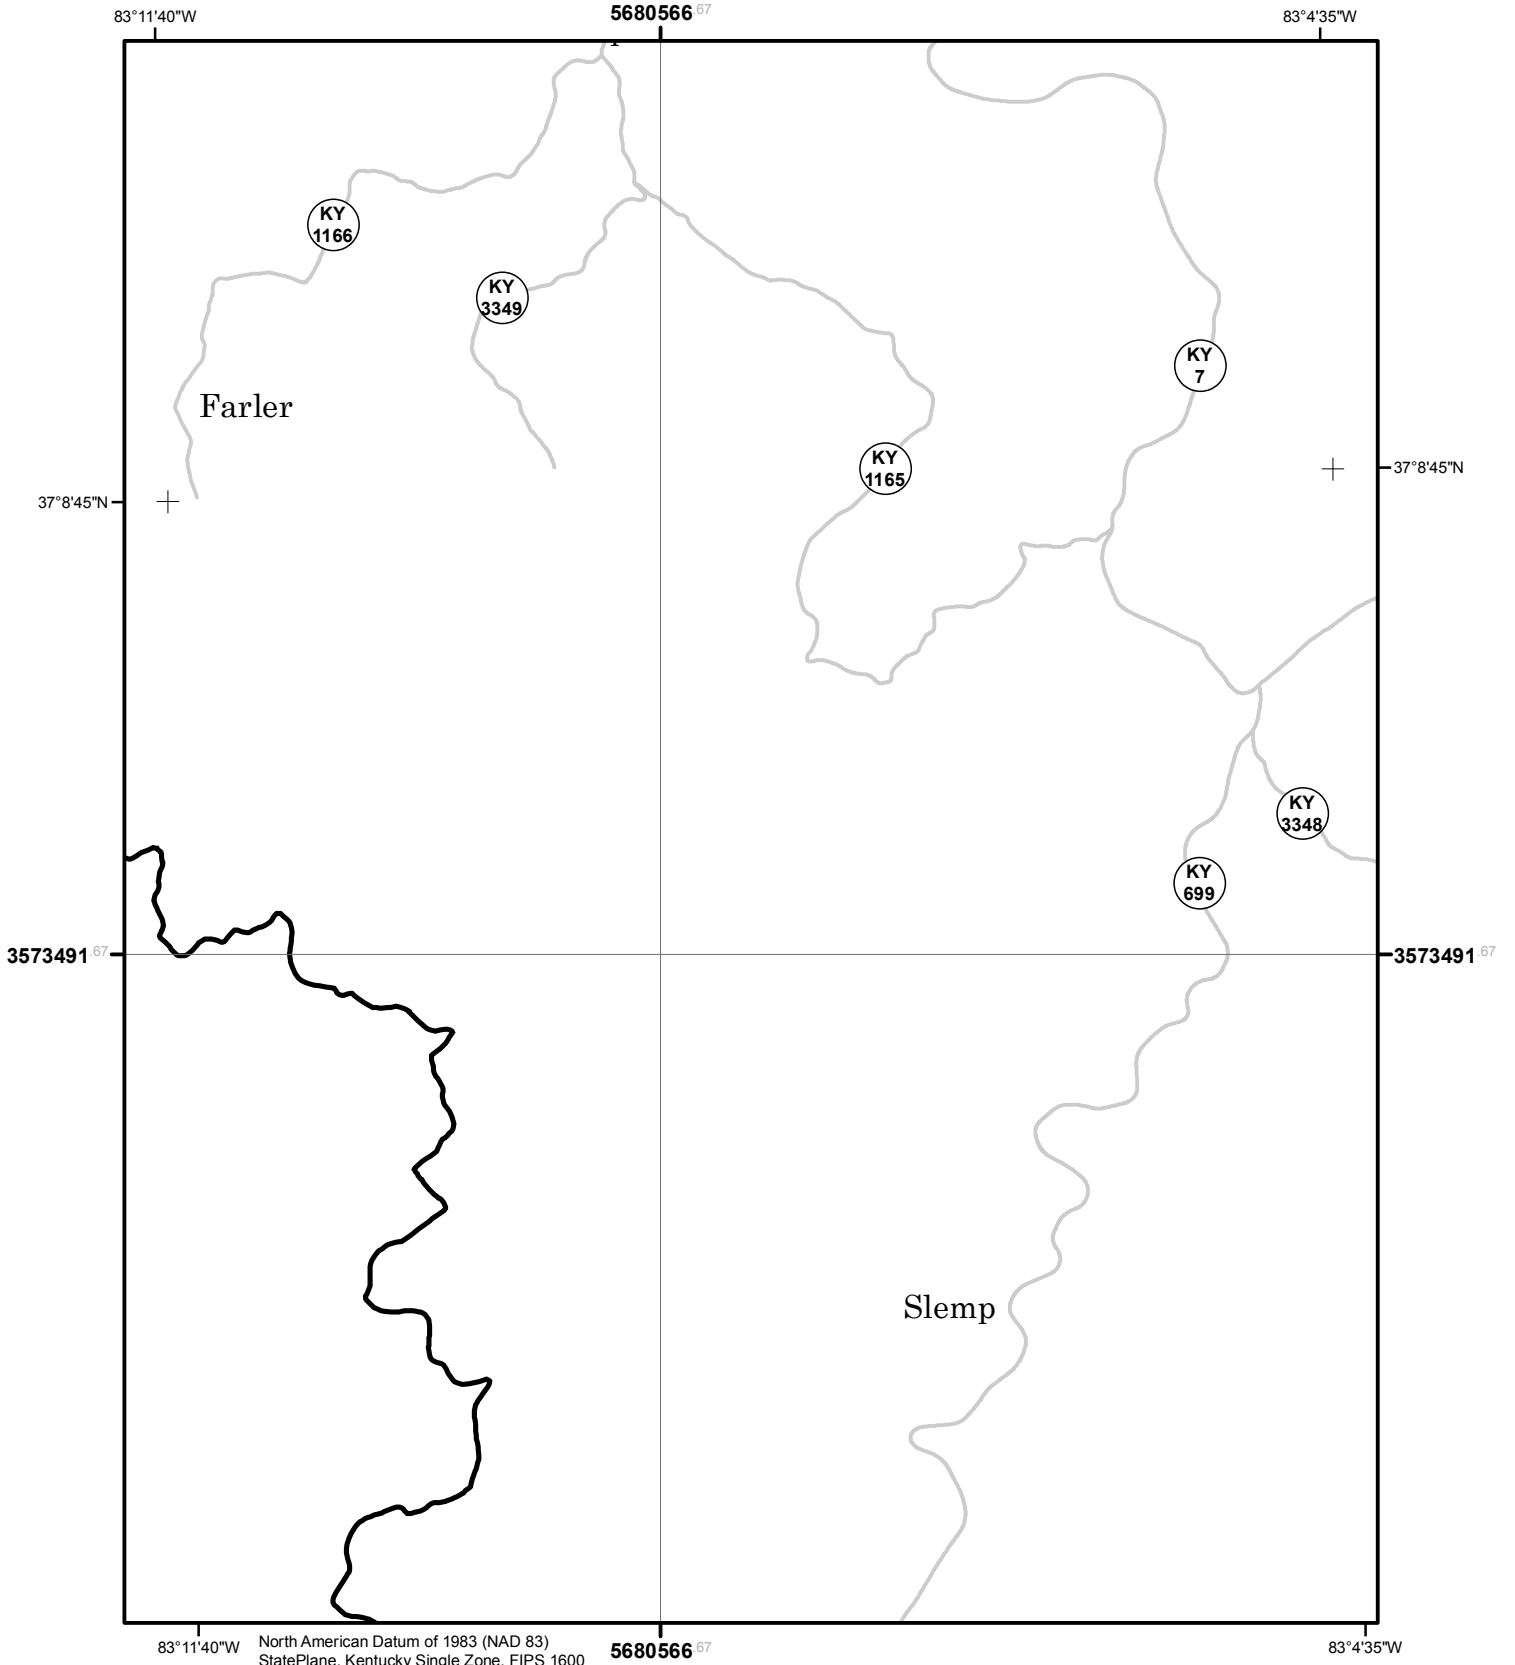 83°11'40"W 5680566.67 83°4'35"W
KY
1166
KY
3349
KY
7
Farler
KY
1165
37°8'45"N 37°8'45"N
KY
3348
KY
699
3573491.67 3573491.67
Slemp
83°11'40"W North American Datum of 1983 (NAD 83) 5680566.67 83°4'35"W
StatePlane, Kentucky Single Zone, FIPS 1600